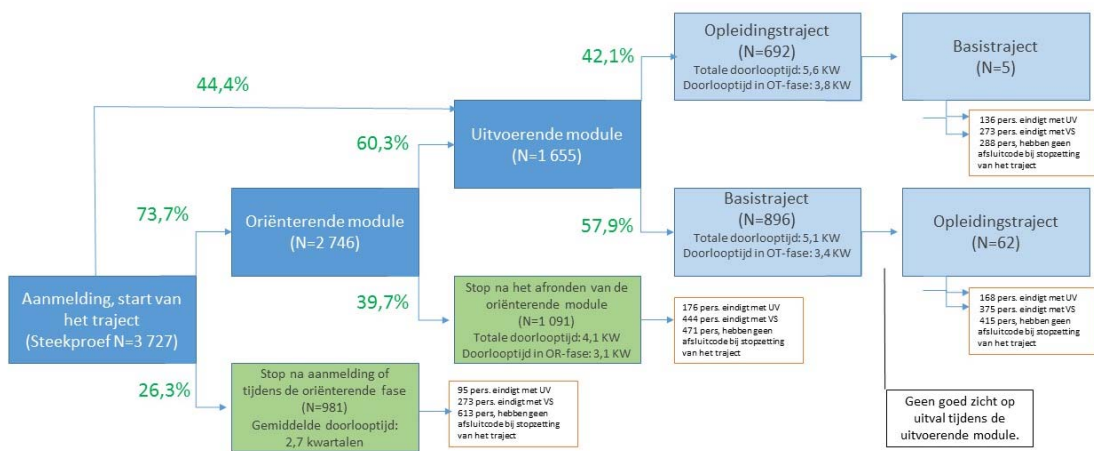 Aanmelding, start van
het traject
(Steekproef N=3 727)
73,7%
26,3%
44,4%
Oriënterende module
(N=2 746)
Stop na aanmelding of
tijdens de oriënterende fase
(N=981)
Gemiddelde doorlooptijd:
2,7 kwartalen
95 pers. eindigt met UV
273 pers. eindigt met VS
613 pers, hebben geen
afsluitcode bij stopzetting
van het traject
60,3%
39,7%
Uitvoerende module
(N=1 655)
Stop na het afronden van de
oriënterende module
(N=1 091)
Totale doorlooptijd: 4,1 KW
Doorlooptijd in OR-fase: 3,1 KW
176 pers. eindigt met UV
444 pers. eindigt met VS
471 pers, hebben geen
afsluitcode bij stopzetting
van het traject
42,1%
57,9%
Opleidingstraject
(N=692)
Totale doorlooptijd: 5,6 KW
Doorlooptijd in OT-fase: 3,8 KW
Basistraject
(N=5)
136 pers. eindigt met UV
273 pers. eindigt met VS
288 pers, hebben geen
afsluitcode bij stopzetting van
het traject
Basistraject
(N=896)
Totale doorlooptijd: 5,1 KW
Doorlooptijd in OT-fase: 3,4 KW
Opleidingstraject
(N=62)
168 pers. eindigt met UV
375 pers. eindigt met VS
415 pers, hebben geen
afsluitcode bij stopzetting
van het traject
Geen goed zicht op
uitval tijdens de
uitvoerende module.